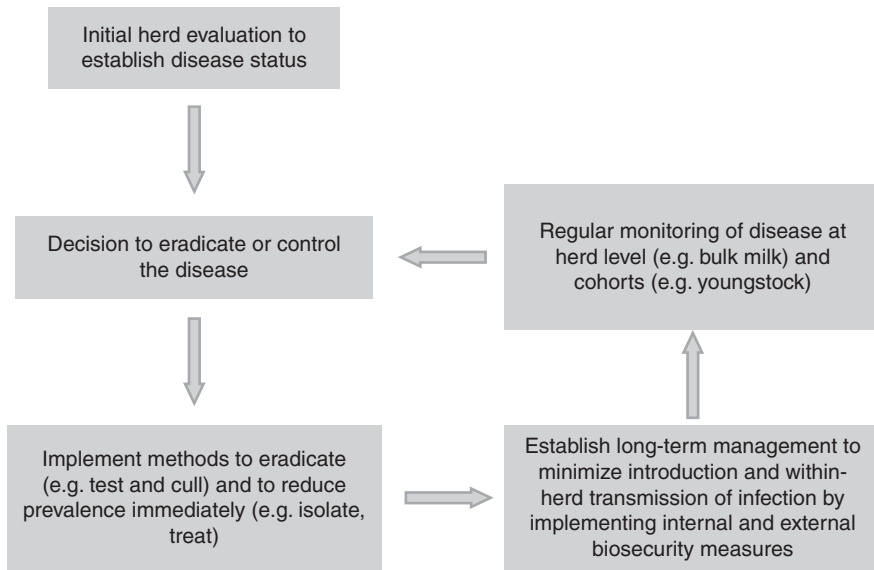 Initial herd evaluation to
establish disease status
Decision to eradicate or control
the disease
Implement methods to eradicate
(e.g. test and cull) and to reduce
prevalence immediately (e.g. isolate,
treat)
Establish long-term management to
minimize introduction and within-
herd transmission of infection by
implementing internal and external
biosecurity measures
Regular monitoring of disease at
herd level (e.g. bulk milk) and
cohorts (e.g. youngstock)